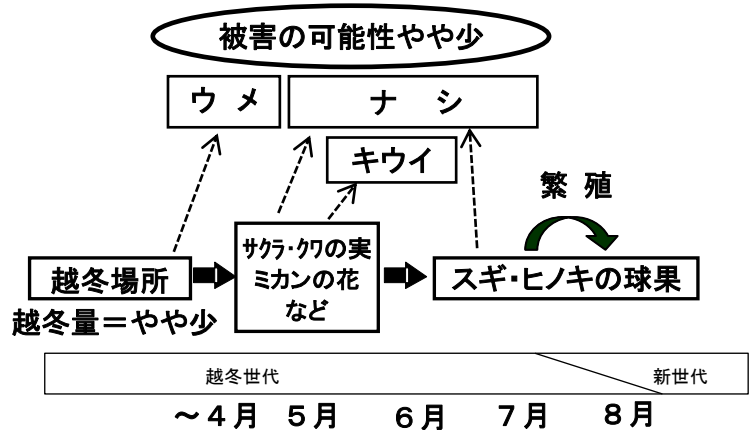 被害の可能性やや少
ウメ
ナシ
キウイ
繁殖
サクラ・クワの実
ミカンの花
など
越冬場所
スギ・ヒノキの球果
越冬量=やや少
越冬世代
新世代
~4月 5月 6月 7月 8月